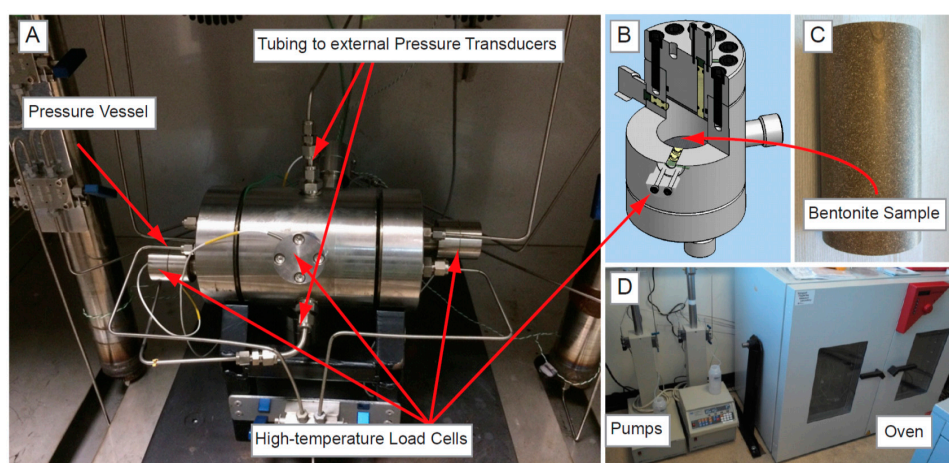 A
Tubing to external Pressure Transducers
Pressure Vessel
High-temperature Load Cells
B
C
Bentonite Sample
D
Pumps
Oven